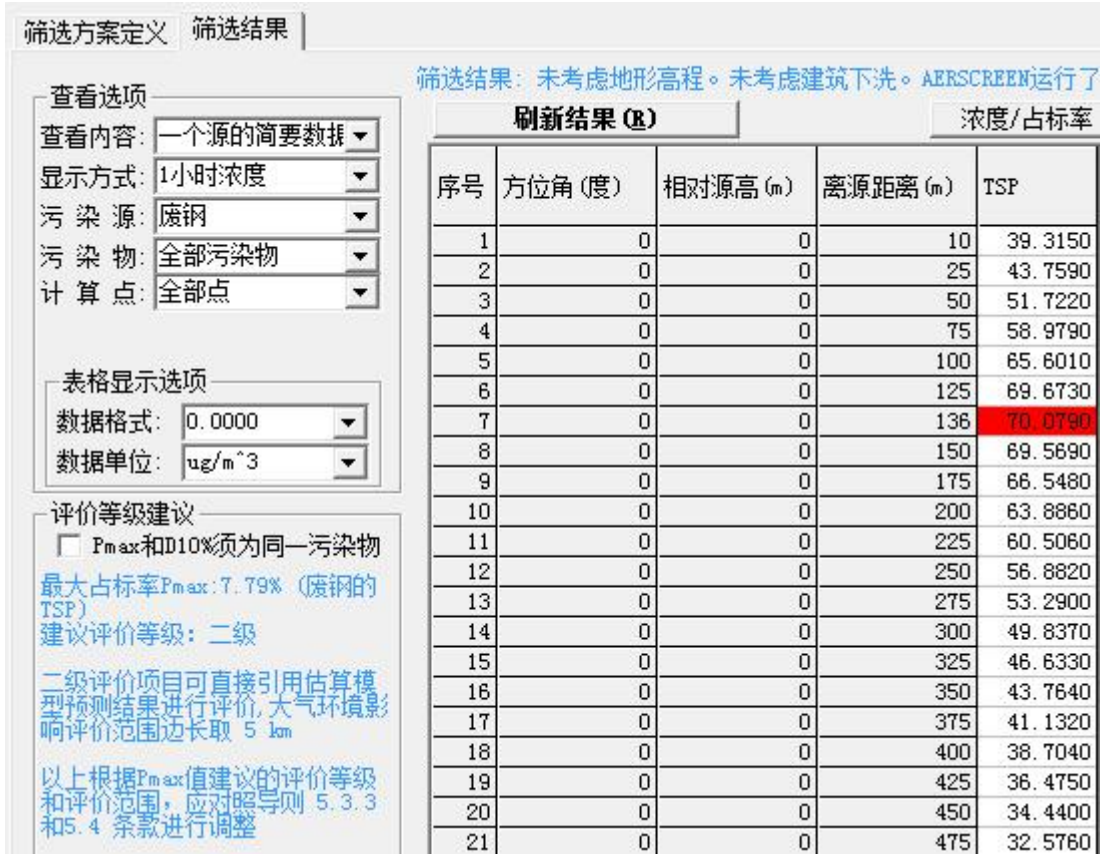 筛选方案定义 筛选结果
筛选结果: 未考虑地形高程。未考虑建筑下洗。AERSCREEN运行了
查看选项
查看内容: 一个源的简要数据
显示方式: 1小时浓度
污 染 源: 废钢
污 染 物: 全部污染物
计 算 点: 全部点
表格显示选项
数据格式: 0.0000
数据单位: ug/m^3
评价等级建议
Pmax和D10%须为同一污染物
最大占标率Pmax:7.79% (废钢的
TSP)
建议评价等级: 二级
二级评价项目可直接引用估算模
型预测结果进行评价,大气环境影
响评价范围边长取 5 km
以上根据Pmax值建议的评价等级
和评价范围，应对照导则 5.3.3
和5.4 条款进行调整
刷新结果(R) 浓度/占标率
序号 方位角(度) 相对源高(m) 离源距离(m) TSP
1 0 0 10 39.3150
2 0 0 25 43.7590
3 0 0 50 51.7220
4 0 0 75 58.9790
5 0 0 100 65.6010
6 0 0 125 69.6730
7 0 0 136 70.0790
8 0 0 150 69.5690
9 0 0 175 66.5480
10 0 0 200 63.8860
11 0 0 225 60.5060
12 0 0 250 56.8820
13 0 0 275 53.2900
14 0 0 300 49.8370
15 0 0 325 46.6330
16 0 0 350 43.7640
17 0 0 375 41.1320
18 0 0 400 38.7040
19 0 0 425 36.4750
20 0 0 450 34.4400
21 0 0 475 32.5760